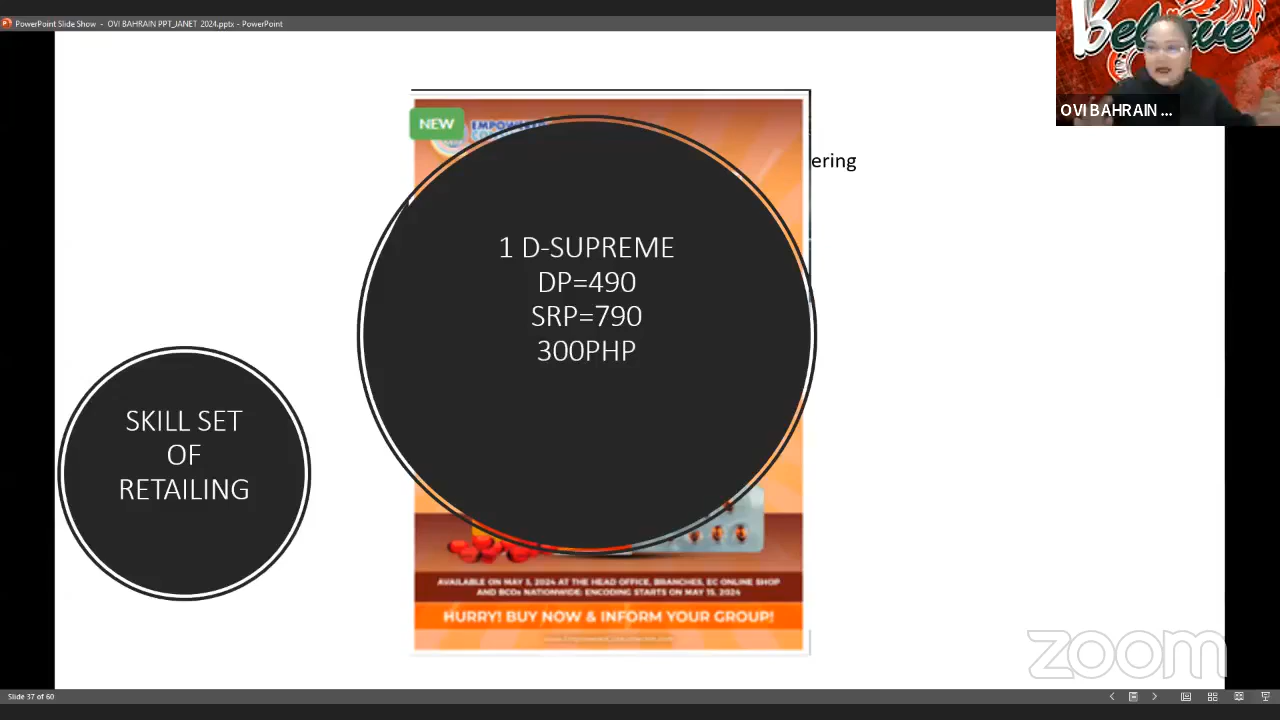 PowerPoint Slide Show - OVI BAHRAIN PPT_JANET 2024.pptx - PowerPoint
Believe
OVI BAHRAIN ...
NEW
ering
1 D-SUPREME
DP=490
SRP=790
300PHP
SKILL SET
OF
RETAILING
AVAILABLE ON MAY 3, 2024 AT THE HEAD OFFICE, BRANCHES, EC ONLINE SHOP
AND BCOs NATIONWIDE; ENCODING STARTS ON MAY 15, 2024
HURRY! BUY NOW & INFORM YOUR GROUP!
zoom
Slide 37 of 60